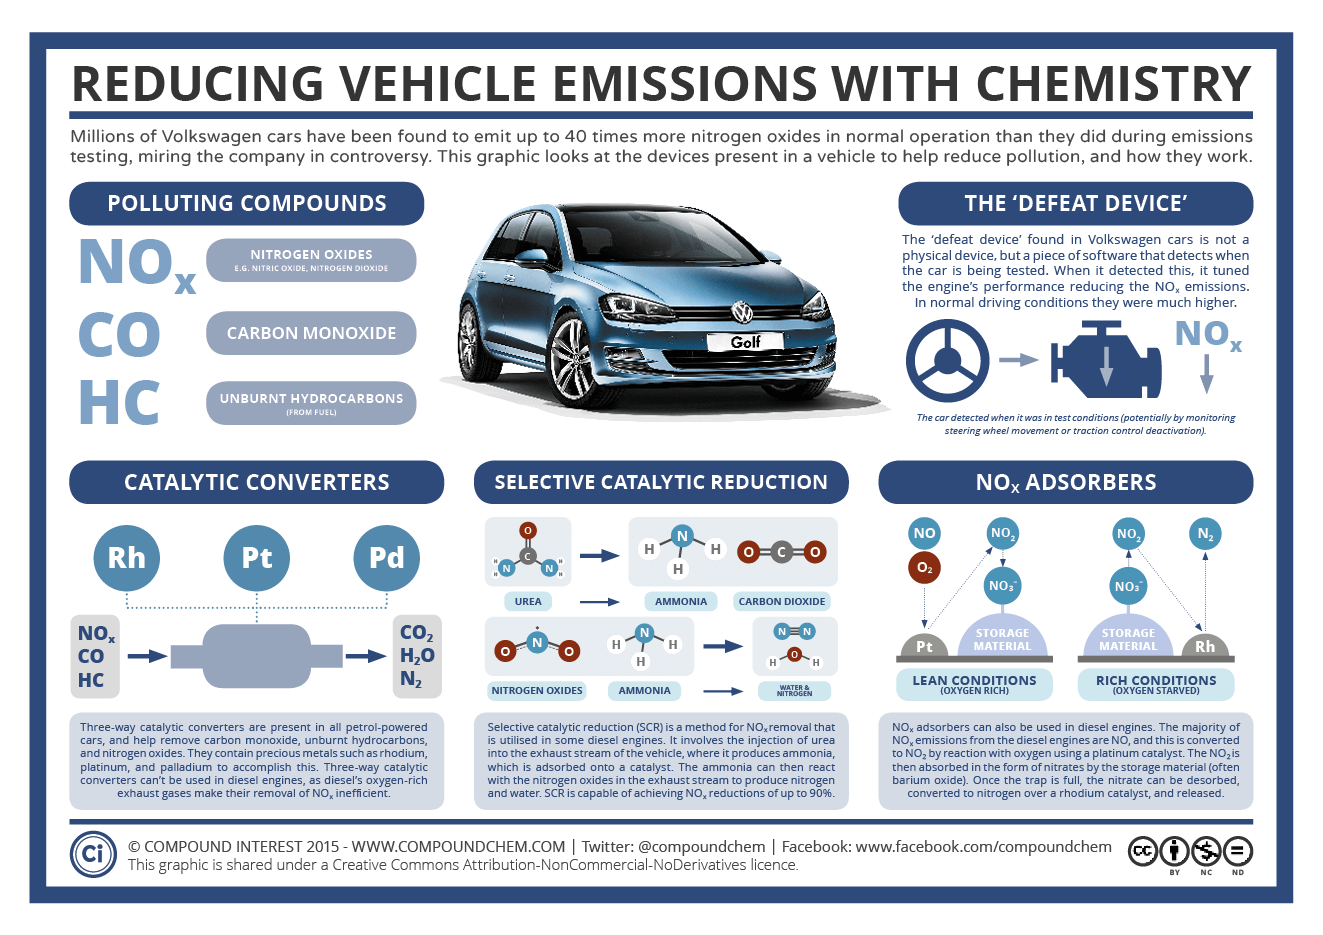 REDUCING VEHICLE EMISSIONS WITH CHEMISTRY
Millions of Volkswagen cars have been found to emit up to 40 times more nitrogen oxides in normal operation than they did during emissions
testing, miring the company in controversy. This graphic looks at the devices present in a vehicle to help reduce pollution, and how they work.
POLLUTING COMPOUNDS
NOx
NITROGEN OXIDES
E.G. NITRIC OXIDE, NITROGEN DIOXIDE
CO
CARBON MONOXIDE
HC
UNBURNT HYDROCARBONS
(FROM FUEL)
Golf
THE ‘DEFEAT DEVICE’
The ‘defeat device’ found in Volkswagen cars is not a
physical device, but a piece of software that detects when
the car is being tested. When it detected this, it tuned
the engine’s performance reducing the NOx emissions.
In normal driving conditions they were much higher.
NOx
The car detected when it was in test conditions (potentially by monitoring
steering wheel movement or traction control deactivation).
CATALYTIC CONVERTERS
Rh
Pt
Pd
NOx
CO
HC
CO2
H2O
N2
Three-way catalytic converters are present in all petrol-powered
cars, and help remove carbon monoxide, unburnt hydrocarbons,
and nitrogen oxides. They contain precious metals such as rhodium,
platinum, and palladium to accomplish this. Three-way catalytic
converters can’t be used in diesel engines, as diesel’s oxygen-rich
exhaust gases make their removal of NOx inefficient.
SELECTIVE CATALYTIC REDUCTION
O
C
H N H
H N H
N
H H
H
O C O
UREA
AMMONIA
CARBON DIOXIDE
O N O
N
H H
H
N N
O
H H
NITROGEN OXIDES
AMMONIA
WATER &
NITROGEN
Selective catalytic reduction (SCR) is a method for NOx removal that
is utilised in some diesel engines. It involves the injection of urea
into the exhaust stream of the vehicle, where it produces ammonia,
which is adsorbed onto a catalyst. The ammonia can then react
with the nitrogen oxides in the exhaust stream to produce nitrogen
and water. SCR is capable of achieving NOx reductions of up to 90%.
NOx ADSORBERS
NO
O2
NO2
NO3-
Pt
STORAGE
MATERIAL
LEAN CONDITIONS
(OXYGEN RICH)
NO2
NO3-
N2
STORAGE
MATERIAL
Rh
RICH CONDITIONS
(OXYGEN STARVED)
NOx adsorbers can also be used in diesel engines. The majority of
NOx emissions from the diesel engines are NO, and this is converted
to NO2 by reaction with oxygen using a platinum catalyst. The NO2 is
then absorbed in the form of nitrates by the storage material (often
barium oxide). Once the trap is full, the nitrate can be desorbed,
converted to nitrogen over a rhodium catalyst, and released.
Ci
© COMPOUND INTEREST 2015 - WWW.COMPOUNDCHEM.COM | Twitter: @compoundchem | Facebook: www.facebook.com/compoundchem
This graphic is shared under a Creative Commons Attribution-NonCommercial-NoDerivatives licence.
CC
BY
NC
ND